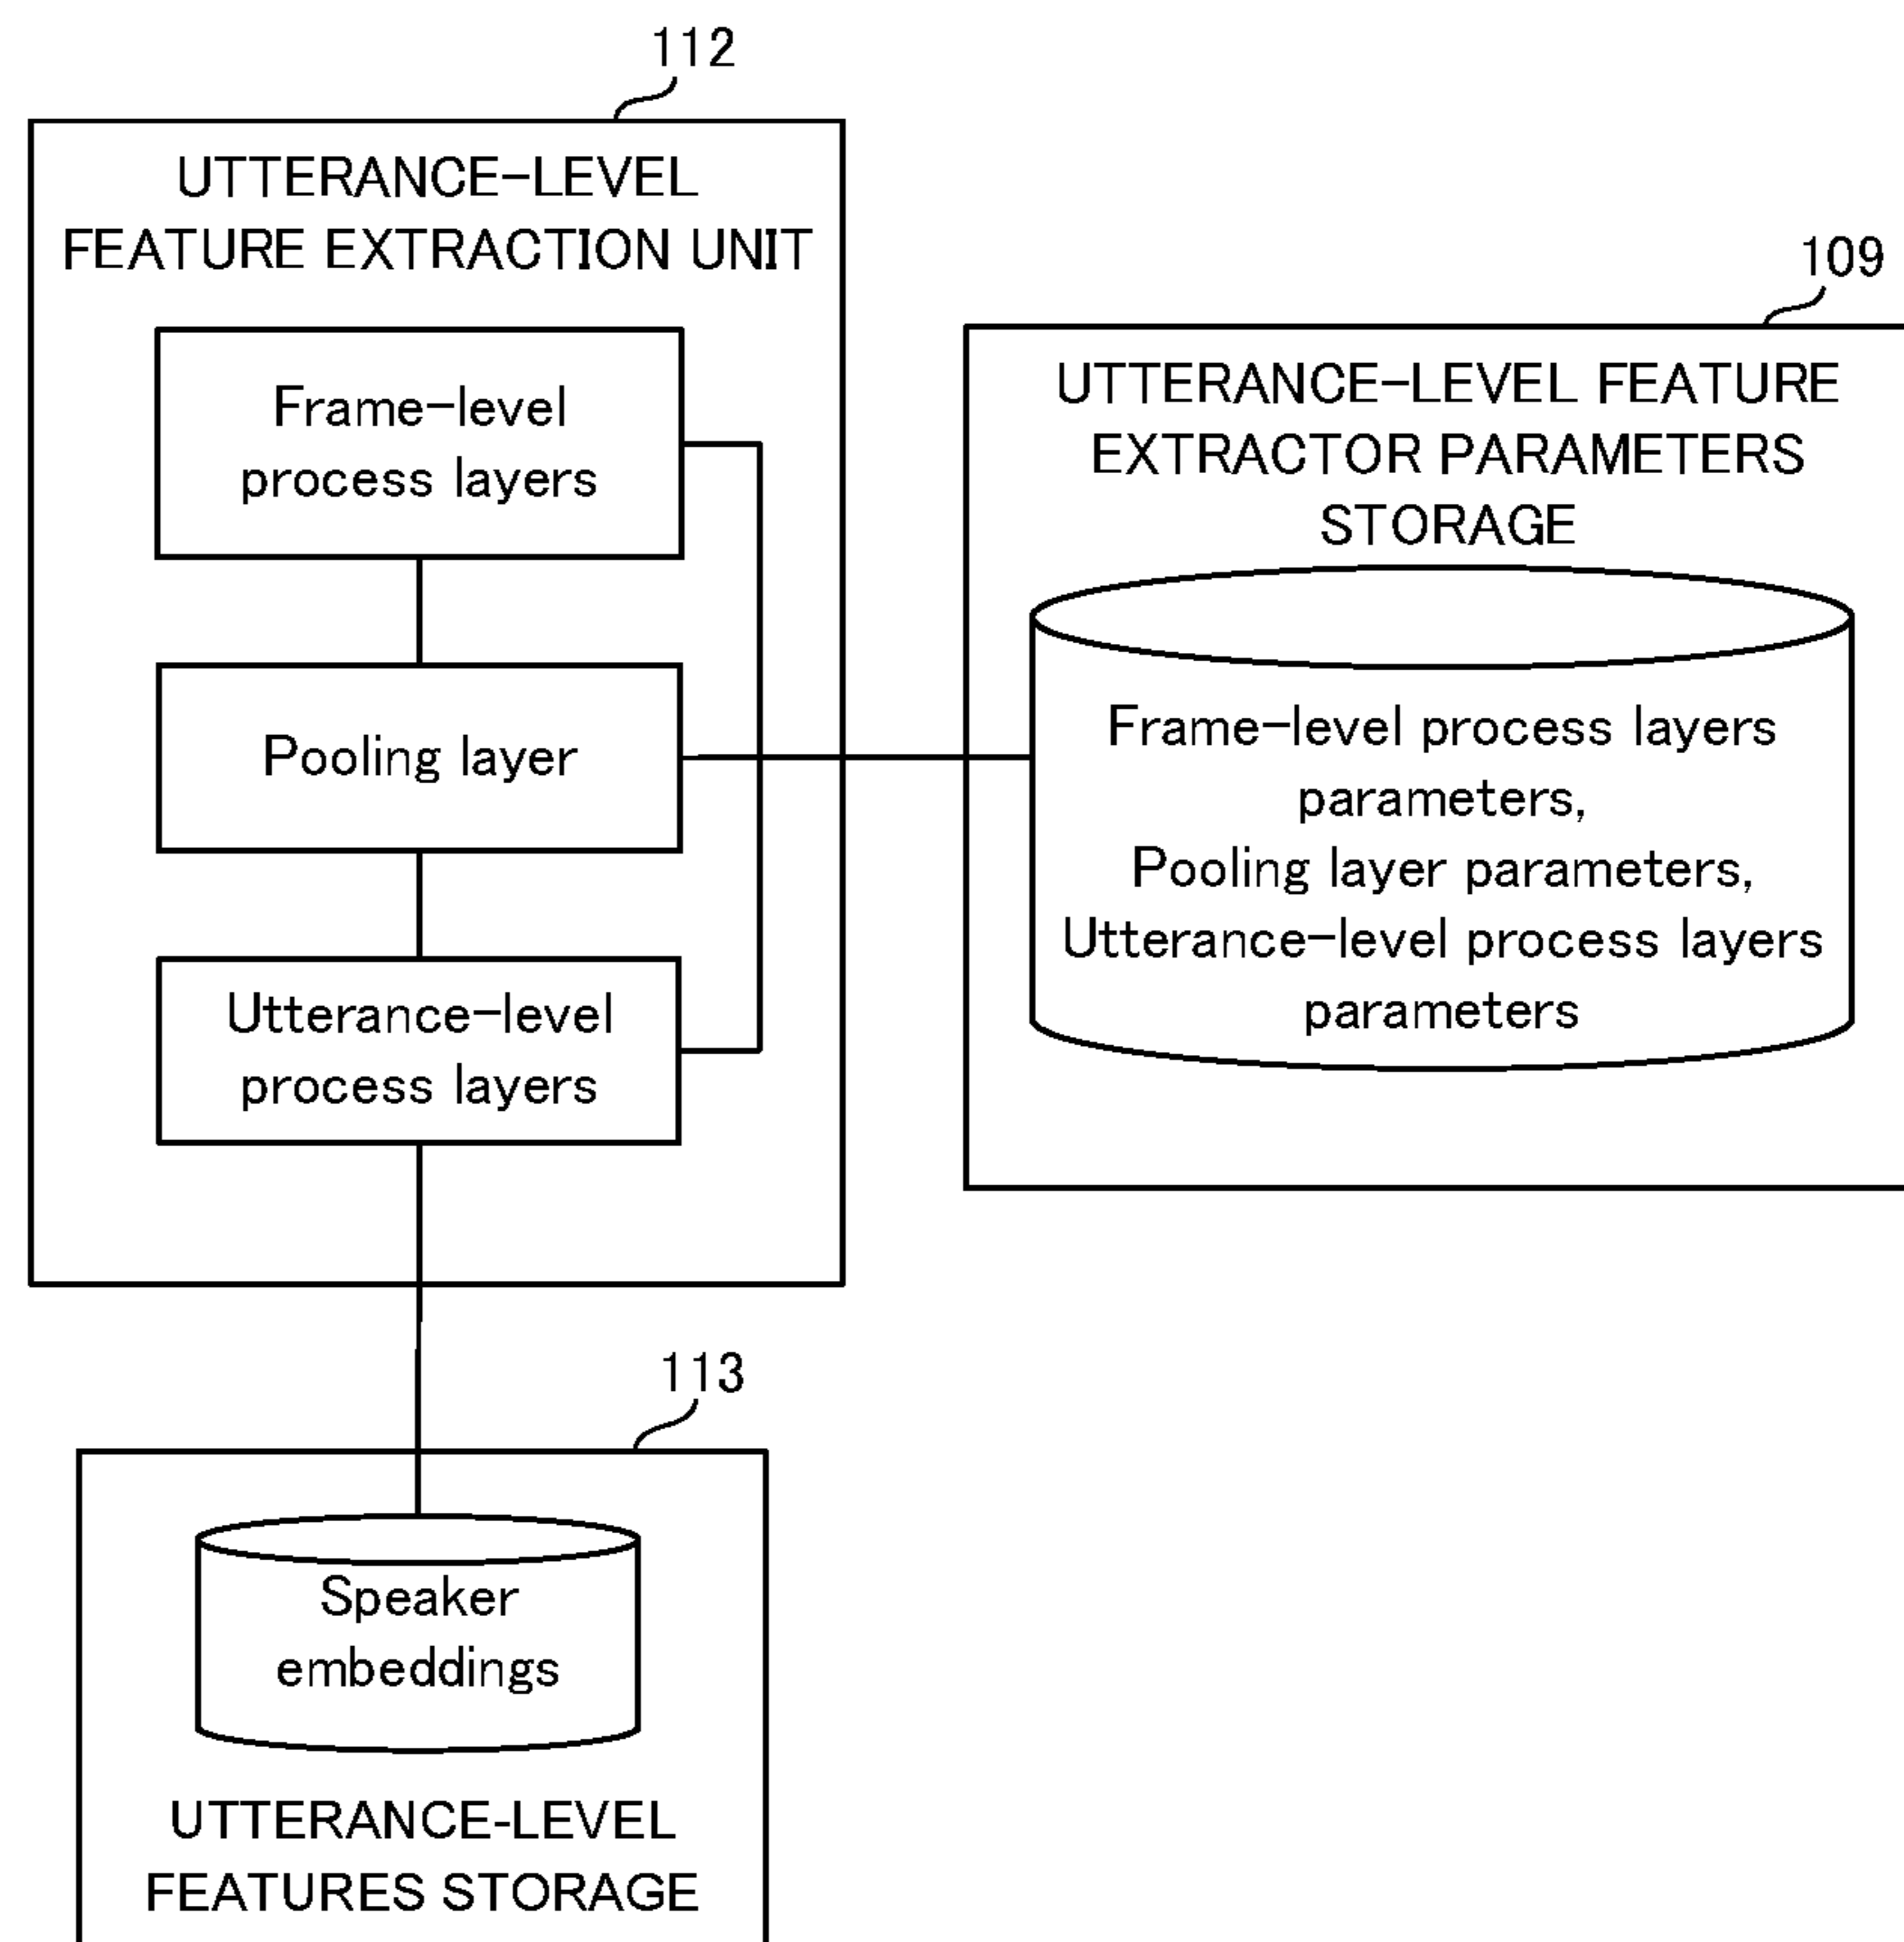 112
UTTERANCE-LEVEL
FEATURE EXTRACTION UNIT
Frame-level
process layers
Pooling layer
Utterance-level
process layers
109
UTTERANCE-LEVEL FEATURE
EXTRACTOR PARAMETERS
STORAGE
Frame-level process layers
parameters,
Pooling layer parameters,
Utterance-level process layers
parameters
113
Speaker
embeddings
UTTERANCE-LEVEL
FEATURES STORAGE